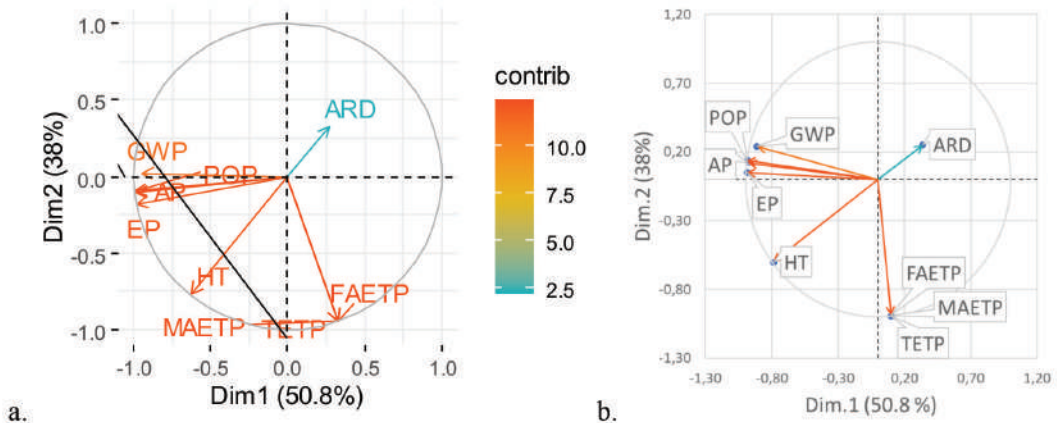 1.0
0.5
0.0
-0.5
-1.0
Dim2 (38%)
ARD
GWP
POP
AP
EP
HT
FAETP
MAETP
TETP
-1.0
-0.5
0.0
0.5
1.0
Dim1 (50.8%)
a.
contrib
10.0
7.5
5.0
2.5
1,20
0,70
0,20
-0,30
-0,80
-1,30
Dim.2 (38%)
POP
GWP
ARD
AP
EP
HT
FAETP
MAETP
TETP
-1,30
-0,80
-0,30
0,20
0,70
1,20
Dim.1 (50.8 %)
b.